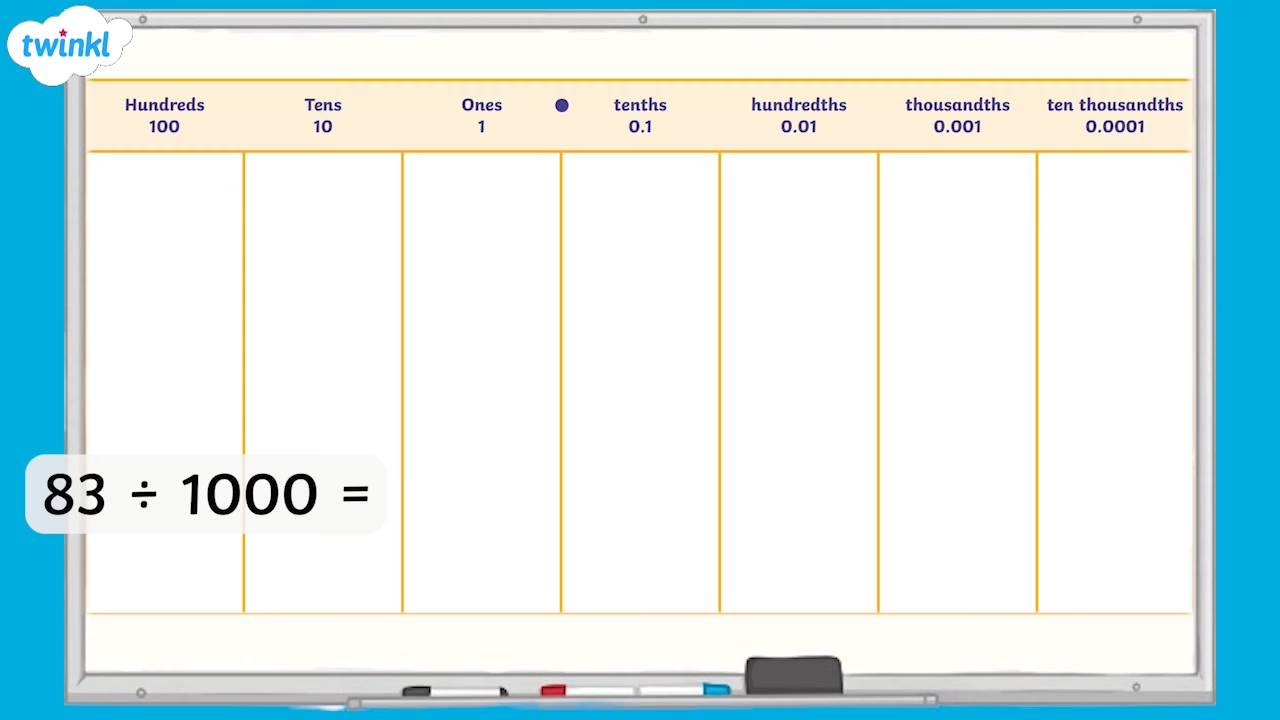 twinkl
Hundreds Tens Ones tenths hundredths thousandths ten thousandths
100 10 1 0.1 0.01 0.001 0.0001
83 ÷ 1000 =